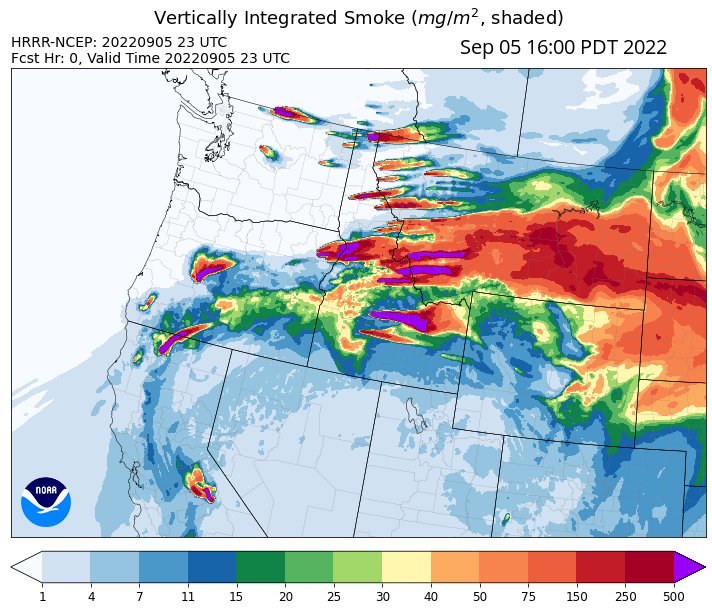 Vertically Integrated Smoke (mg/m², shaded)
HRRR-NCEP: 20220905 23 UTC
Fcst Hr: 0, Valid Time 20220905 23 UTC
Sep 05 16:00 PDT 2022
NOAA
1 4 7 11 15 20 25 30 40 50 75 150 250 500